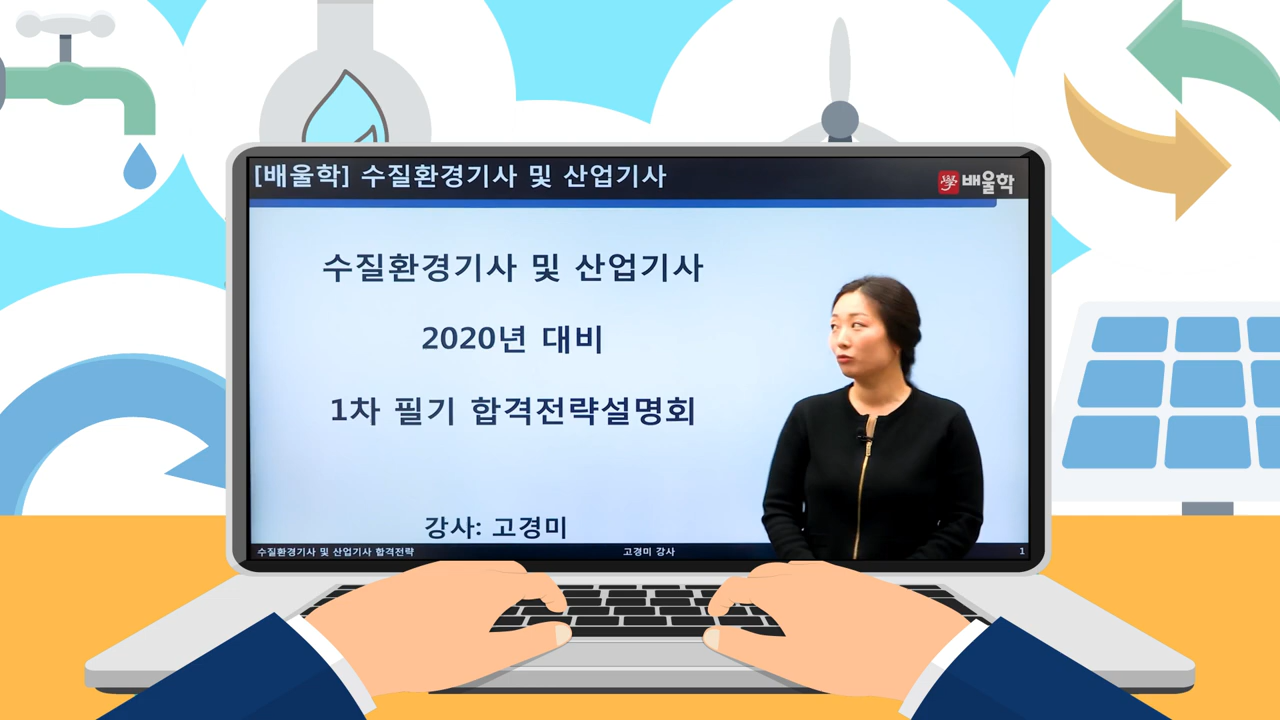 [배울학] 수질환경기사 및 산업기사
學 배울학
수질환경기사 및 산업기사
2020년 대비
1차 필기 합격전략설명회
강사: 고경미
수질환경기사 및 산업기사 합격전략 고경미 강사 1